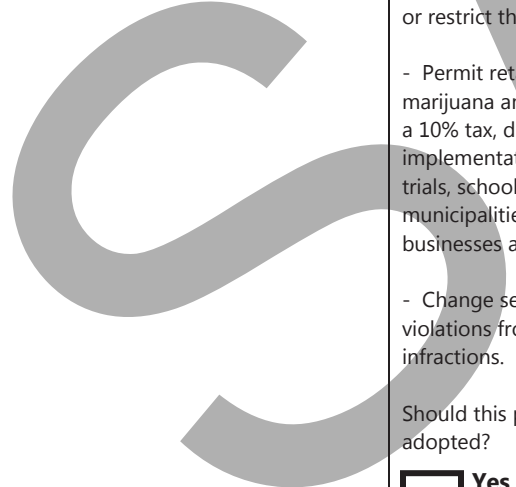 or restrict th
- Permit ret
marijuana an
a 10% tax, d
implementat
trials, school
municipalitie
businesses a
- Change se
violations fro
infractions.
Should this p
adopted?
Yes